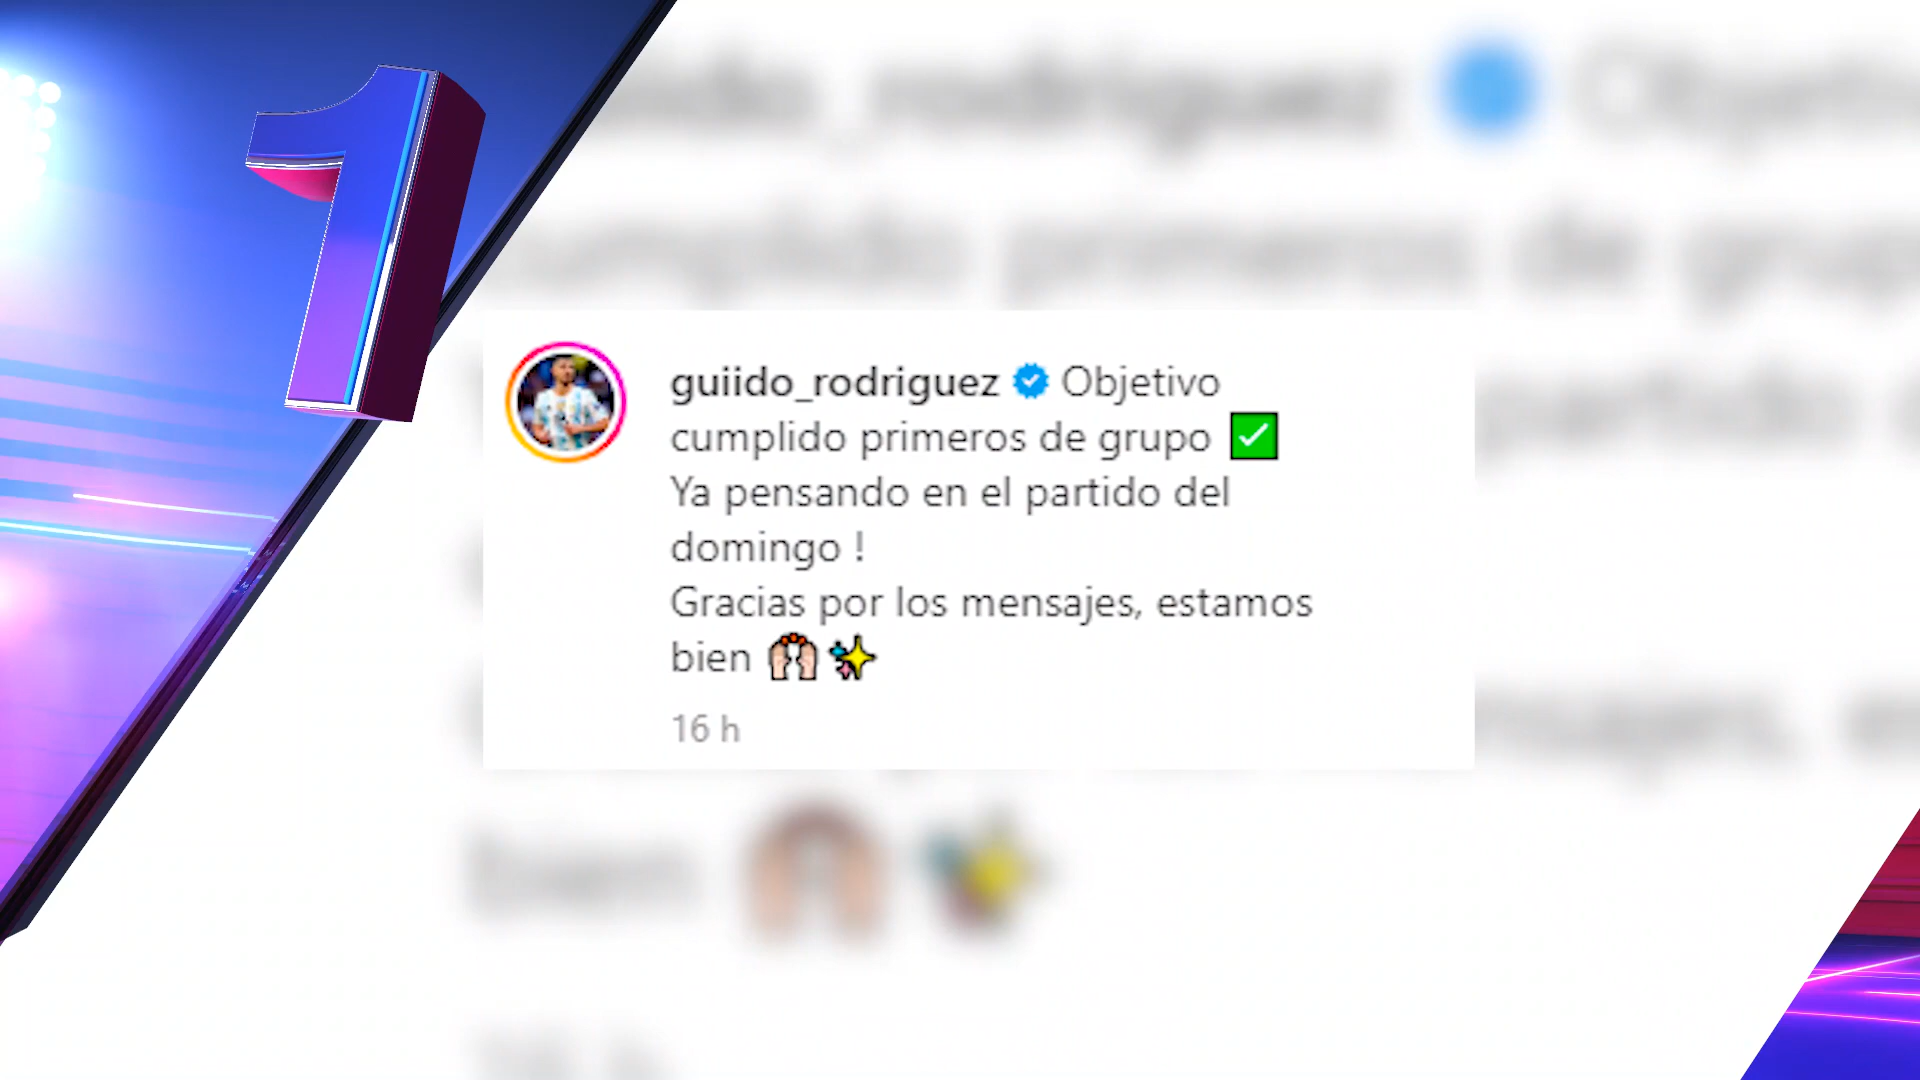 1
guiido_rodriguez Objetivo
cumplido primeros de grupo ✅
Ya pensando en el partido del
domingo !
Gracias por los mensajes, estamos
bien 🙌🏻✨
16 h